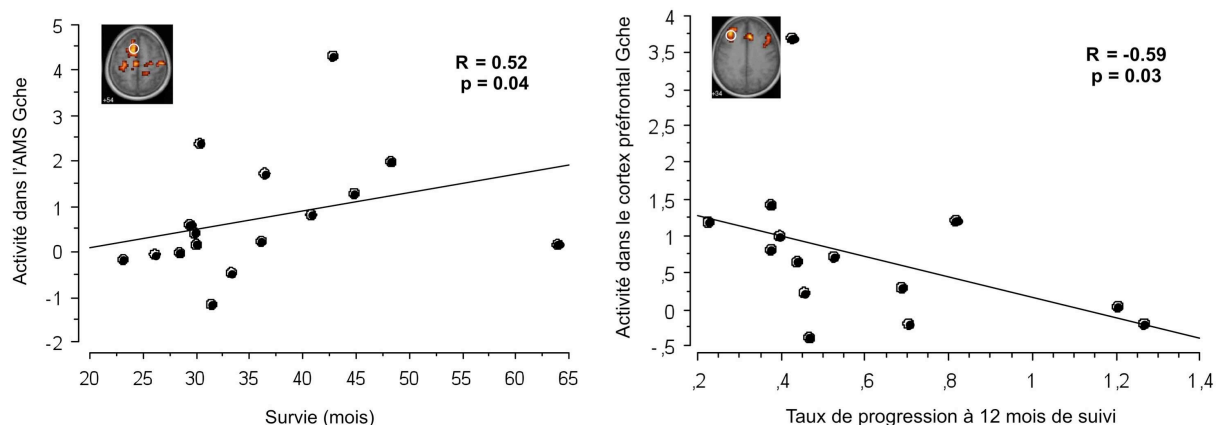 Activité dans l'AMS Gche
5
4
3
2
1
0
-1
-2
+54
R = 0.52
p = 0.04
20 25 30 35 40 45 50 55 60 65
Survie (mois)
Activité dans le cortex préfrontal Gche
4
3,5
3
2,5
2
1,5
1
,5
0
-,5
+34
R = -0.59
p = 0.03
,2 ,4 ,6 ,8 1 1,2 1,4
Taux de progression à 12 mois de suivi